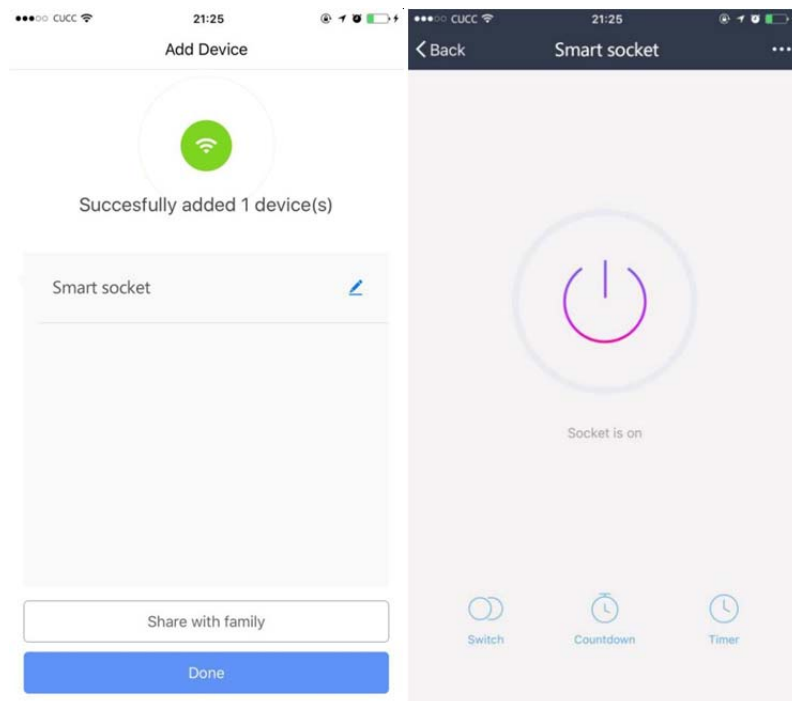 CUCC 21:25
Add Device
Succesfully added 1 device(s)
Smart socket
Share with family
Done
CUCC 21:25
Back Smart socket
Socket is on
Switch Countdown Timer